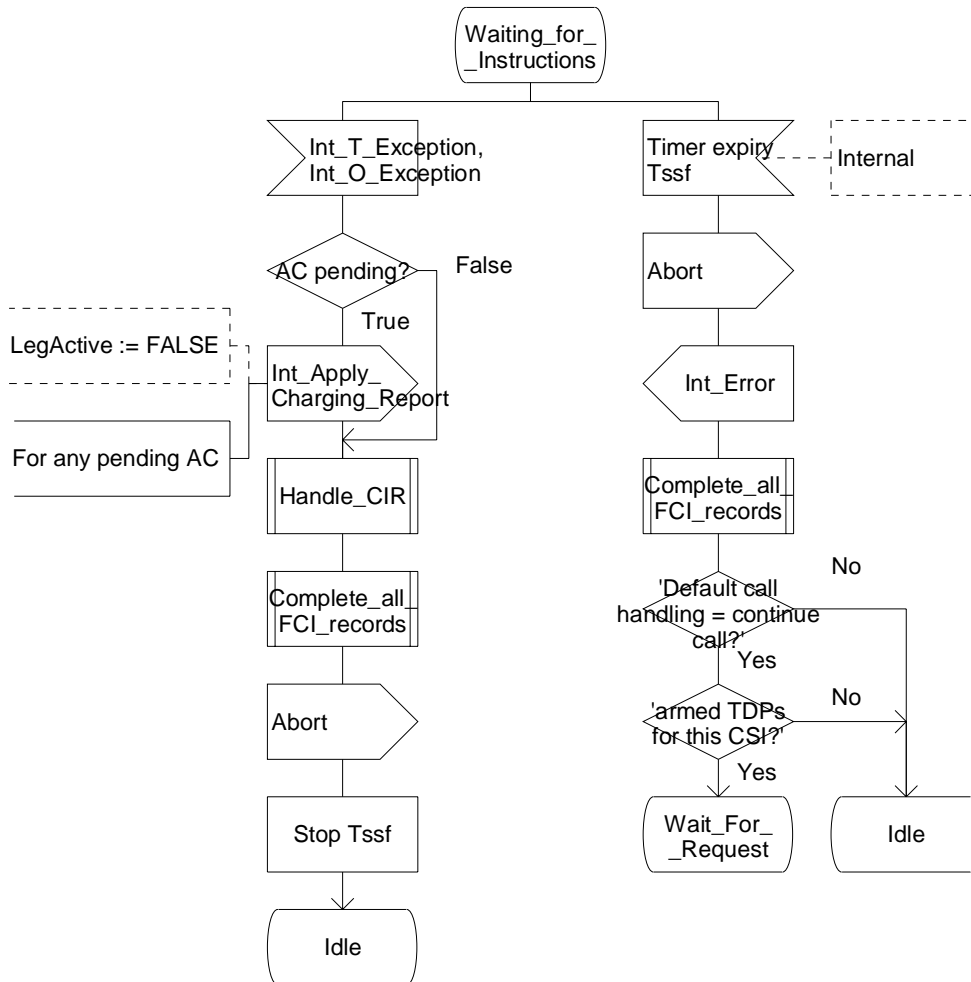 Waiting_for_
_Instructions
Int_T_Exception,
Int_O_Exception
Timer expiry
Tssf
Internal
AC pending?
False
True
Abort
LegActive := FALSE
Int_Apply_
Charging_Report
Int_Error
For any pending AC
Handle_CIR
Complete_all_
FCI_records
No
'Default call
handling = continue
call?'
Yes
Complete_all_
FCI_records
Abort
'armed TDPs
for this CSI?'
No
Yes
Stop Tssf
Wait_For_
_Request
Idle
Idle